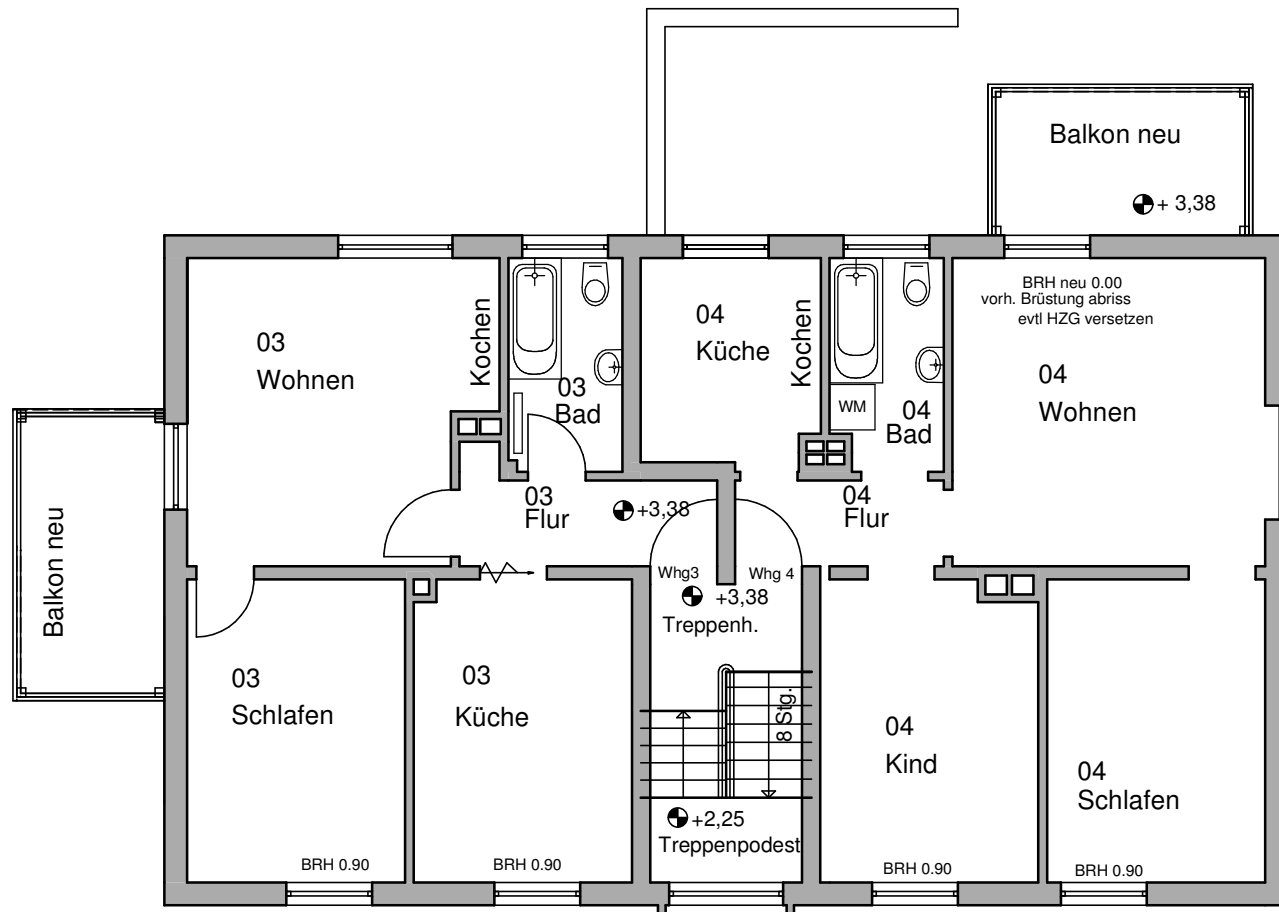 Balkon neu
+ 3,38
BRH neu 0.00
vorh. Brüstung abriss
evtl HZG versetzen
03
Wohnen
Kochen
03
Bad
04
Küche
Kochen
WM
04
Bad
04
Wohnen
Balkon neu
03
Flur
+3,38
04
Flur
Whg3
Whg 4
+3,38
Treppenh.
03
Schlafen
03
Küche
8 Stg.
04
Kind
04
Schlafen
+2,25
Treppenpodest
BRH 0.90
BRH 0.90
BRH 0.90
BRH 0.90